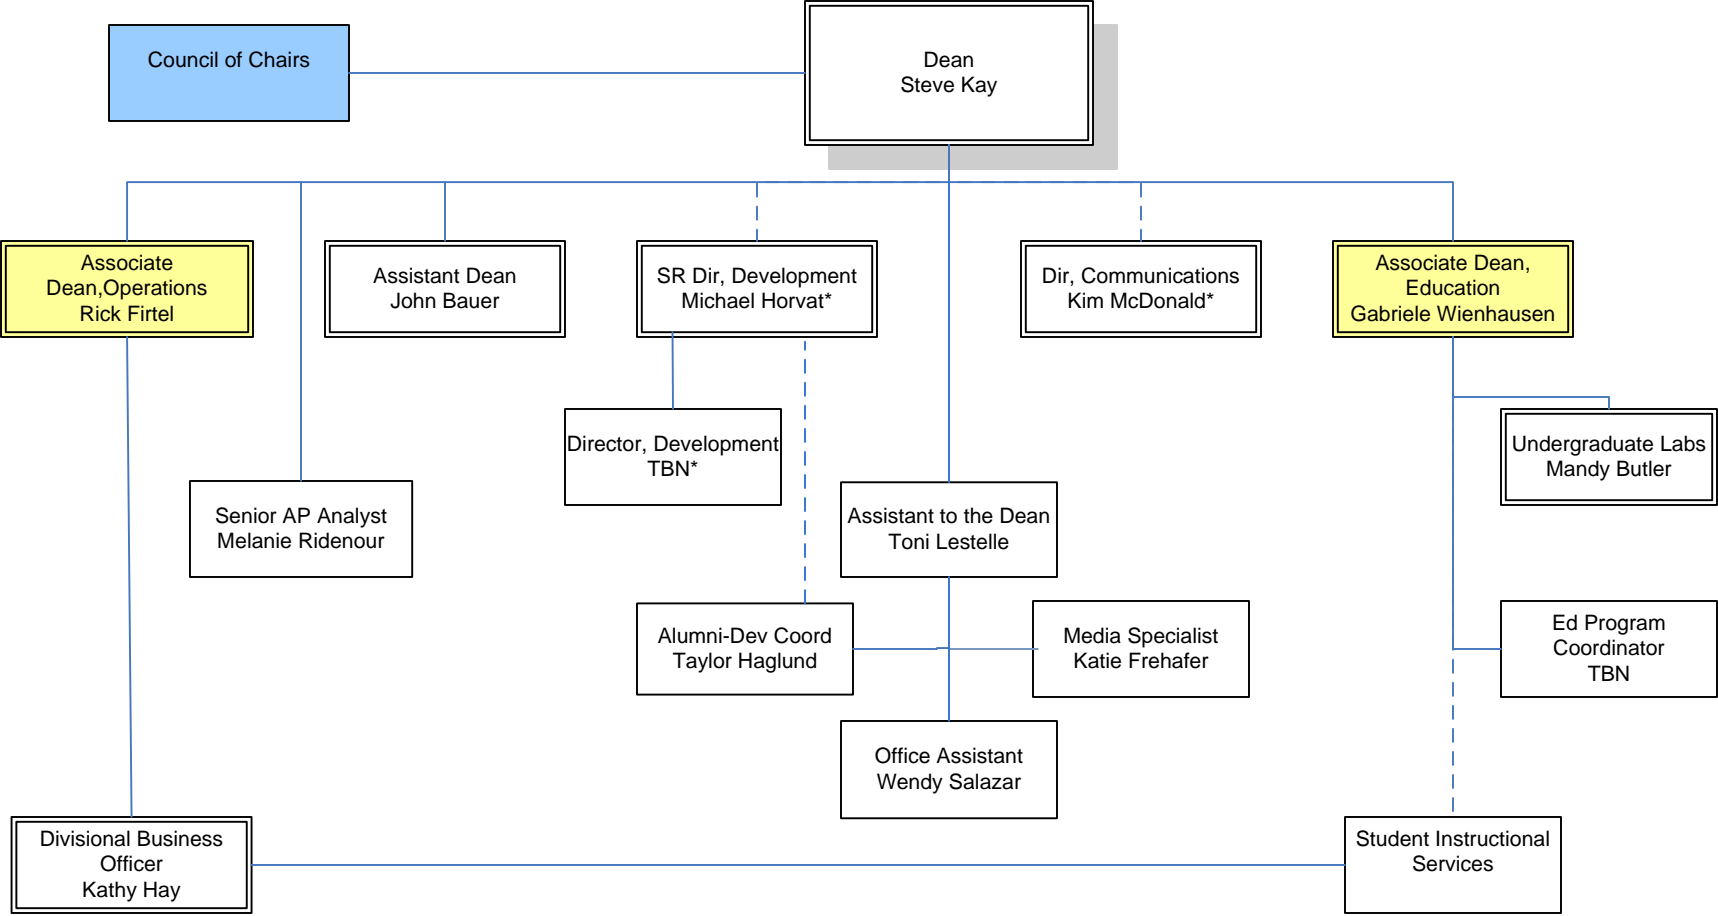 Council of Chairs
Dean
Steve Kay
Associate
Dean,Operations
Rick Firtel
Assistant Dean
John Bauer
SR Dir, Development
Michael Horvat*
Dir, Communications
Kim McDonald*
Associate Dean,
Education
Gabriele Wienhausen
Director, Development
TBN*
Undergraduate Labs
Mandy Butler
Senior AP Analyst
Melanie Ridenour
Assistant to the Dean
Toni Lestelle
Alumni-Dev Coord
Taylor Haglund
Media Specialist
Katie Frehafer
Ed Program
Coordinator
TBN
Office Assistant
Wendy Salazar
Divisional Business
Officer
Kathy Hay
Student Instructional
Services